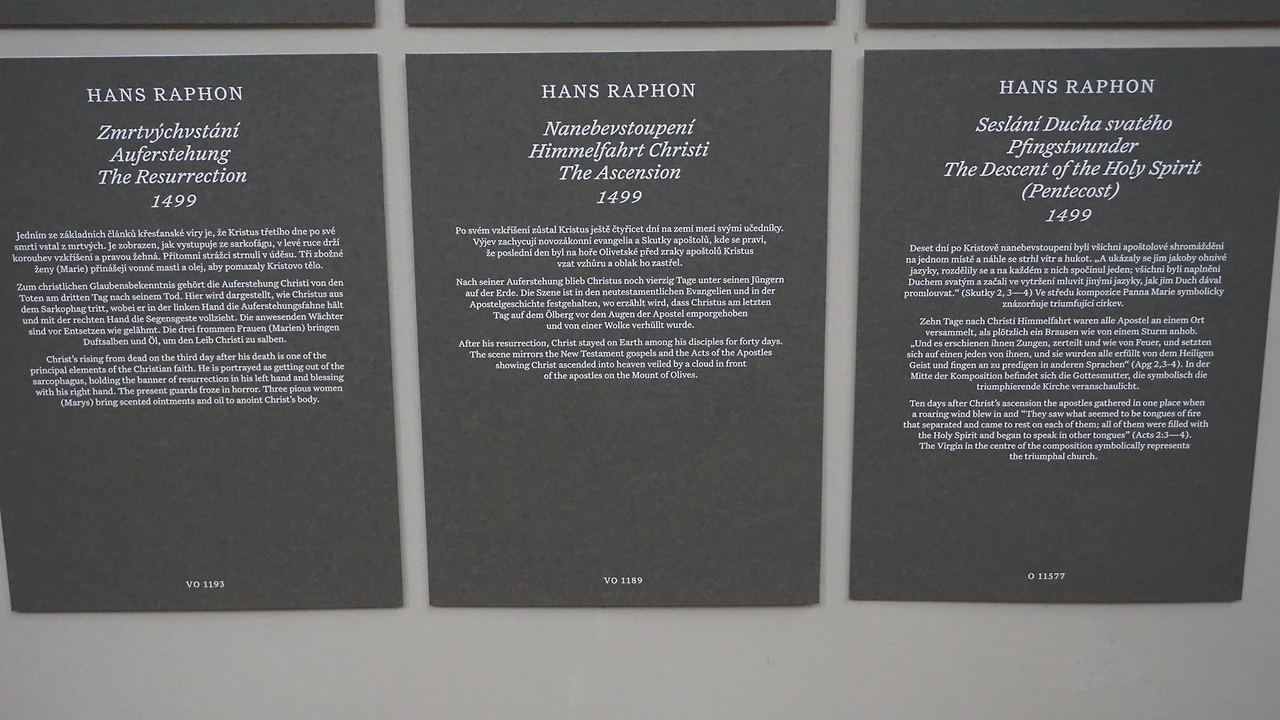 HANS RAPHON
Zmrtvýchvstání
Auferstehung
The Resurrection
1499
Jedním ze základních článků křesťanské víry je, že Kristus třetího dne po své
smrti vstal z mrtvých. Je zobrazen, jak vystupuje ze sarkofágu, v levé ruce drží
korouhev vzkříšení a pravou žehná. Přítomní strážci strnuli v úděsu. Tři zbožné
ženy (Marie) přinášejí vonné masti a olej, aby pomazaly Kristovo tělo.
Zum christlichen Glaubensbekenntnis gehört die Auferstehung Christi von den
Toten am dritten Tag nach seinem Tod. Hier wird dargestellt, wie Christus aus
dem Sarkophag tritt, wobei er in der linken Hand die Auferstehungsfahne hält
und mit der rechten Hand die Segensgeste vollzieht. Die anwesenden Wächter
sind vor Entsetzen wie gelähmt. Die drei frommen Frauen (Marien) bringen
Duftsalben und Öl, um den Leib Christi zu salben.
Christ's rising from dead on the third day after his death is one of the
principal elements of the Christian faith. He is portrayed as getting out of the
sarcophagus, holding the banner of resurrection in his left hand and blessing
with his right hand. The present guards froze in horror. Three pious women
(Marys) bring scented ointments and oil to anoint Christ's body.
VO 1193
HANS RAPHON
Nanebevstoupení
Himmelfahrt Christi
The Ascension
1499
Po svém vzkříšení zůstal Kristus ještě čtyřicet dní na zemi mezi svými učedníky.
Výjev zachycují novozákonní evangelia a Skutky apoštolů, kde se praví,
že poslední den byl na hoře Olivetské před zraky apoštolů Kristus
vzat vzhůru a oblak ho zastřel.
Nach seiner Auferstehung blieb Christus noch vierzig Tage unter seinen Jüngern
auf der Erde. Die Szene ist in den neutestamentlichen Evangelien und in der
Apostelgeschichte festgehalten, wo erzählt wird, dass Christus am letzten
Tag auf dem Ölberg vor den Augen der Apostel emporgehoben
und von einer Wolke verhüllt wurde.
After his resurrection, Christ stayed on Earth among his disciples for forty days.
The scene mirrors the New Testament gospels and the Acts of the Apostles
showing Christ ascended into heaven veiled by a cloud in front
of the apostles on the Mount of Olives.
VO 1189
HANS RAPHON
Seslání Ducha svatého
Pfingstwunder
The Descent of the Holy Spirit
(Pentecost)
1499
Deset dní po Kristově nanebevstoupení byli všichni apoštolové shromáždění
na jednom místě a náhle se strhl vítr a hukot. „A ukázaly se jim jakoby ohnivé
jazyky, rozdělily se a na každém z nich spočinul jeden; všichni byli naplněni
Duchem svatým a začali ve vytržení mluvit jinými jazyky, jak jim Duch dával
promlouvat.“ (Skutky 2, 3—4) Ve středu kompozice Panna Marie symbolicky
znázorňuje triumfující církev.
Zehn Tage nach Christi Himmelfahrt waren alle Apostel an einem Ort
versammelt, als plötzlich ein Brausen wie von einem Sturm anhob.
„Und es erschienen ihnen Zungen, zerteilt und wie von Feuer, und setzten
sich auf einen jeden von ihnen, und sie wurden alle erfüllt von dem Heiligen
Geist und fingen an zu predigen in anderen Sprachen“ (Apg 2,3–4). In der
Mitte der Komposition befindet sich die Gottesmutter, die symbolisch die
triumphierende Kirche veranschaulicht.
Ten days after Christ's ascension the apostles gathered in one place when
a roaring wind blew in and “They saw what seemed to be tongues of fire
that separated and came to rest on each of them; all of them were filled with
the Holy Spirit and began to speak in other tongues” (Acts 2:3—4).
The Virgin in the centre of the composition symbolically represents
the triumphal church.
O 11577